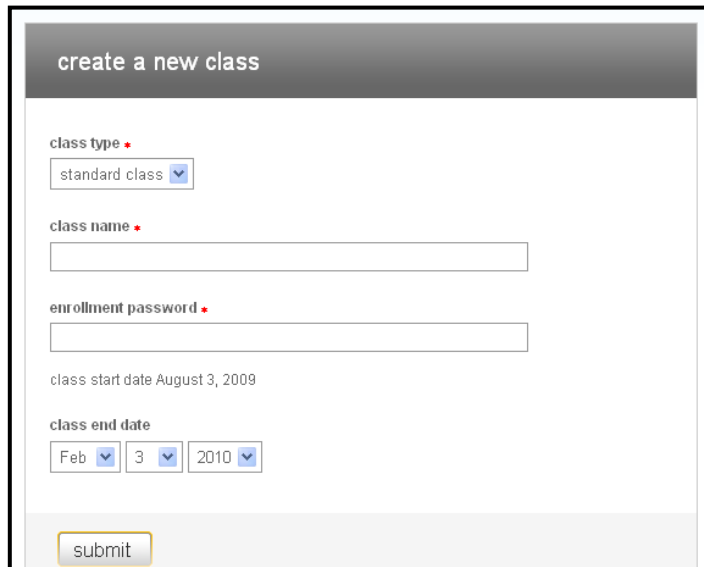 create a new class
class type *
standard class
class name *
enrollment password *
class start date August 3, 2009
class end date
Feb 3 2010
submit